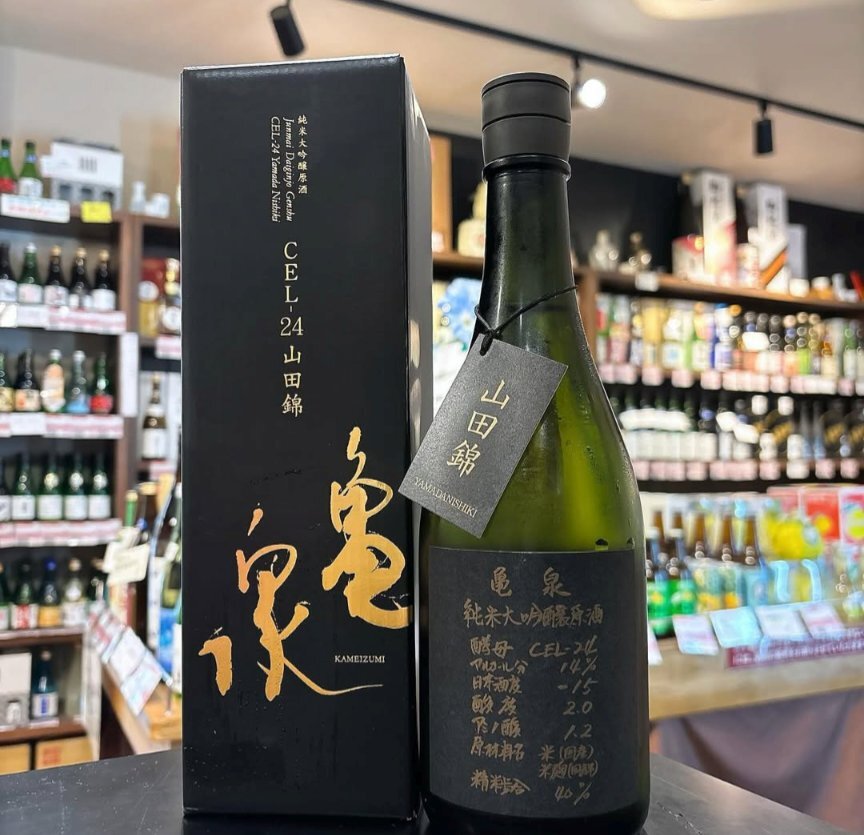 純米大吟醸原酒
Junmai Daiginjo Genshu
CEL-24 Yamada Nishiki
CEL-24 山田錦
亀泉
KAMEIZUMI
山田錦
YAMADANISHIKI
亀泉
純米大吟醸原酒
酵母 CEL-24
アルコール分 14%
日本酒度 -15
酸度 2.0
アミノ酸 1.2
原材料名 米(国産)
米麹(国産米)
精米歩合 40%